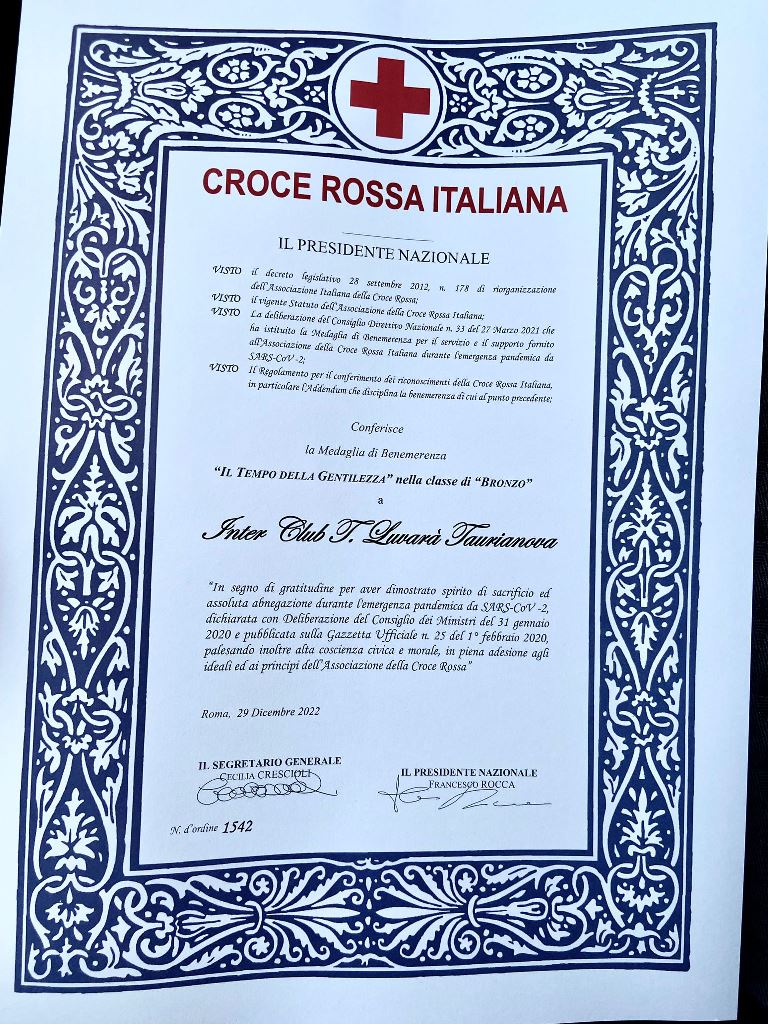 CROCE ROSSA ITALIANA
IL PRESIDENTE NAZIONALE
VISTO il decreto legislativo 28 settembre 2012, n. 178 di riorganizzazione
dell'Associazione Italiana della Croce Rossa;
VISTO il vigente Statuto dell'Associazione della Croce Rossa Italiana;
VISTO La deliberazione del Consiglio Direttivo Nazionale n. 33 del 27 Marzo 2021 che
ha istituito la Medaglia di Benemerenza per il servizio e il supporto fornito
all'Associazione della Croce Rossa Italiana durante l'emergenza pandemica da
SARS-CoV-2;
VISTO Il Regolamento per il conferimento dei riconoscimenti della Croce Rossa Italiana,
in particolare l'Addendum che disciplina la benemerenza di cui al punto precedente;
Conferisce
la Medaglia di Benemerenza
"IL TEMPO DELLA GENTILEZZA" nella classe di "BRONZO"
a
Inter Club T. Luvarà Taurianova
"In segno di gratitudine per aver dimostrato spirito di sacrificio ed
assoluta abnegazione durante l'emergenza pandemica da SARS-CoV-2,
dichiarata con Deliberazione del Consiglio dei Ministri del 31 gennaio
2020 e pubblicata sulla Gazzetta Ufficiale n. 25 del 1° febbraio 2020,
palesando inoltre alta coscienza civica e morale, in piena adesione agli
ideali ed ai principi dell'Associazione della Croce Rossa"
Roma, 29 Dicembre 2022
IL SEGRETARIO GENERALE
CECILIA CRESCIOLI
IL PRESIDENTE NAZIONALE
FRANCESCO ROCCA
N. d'ordine 1542